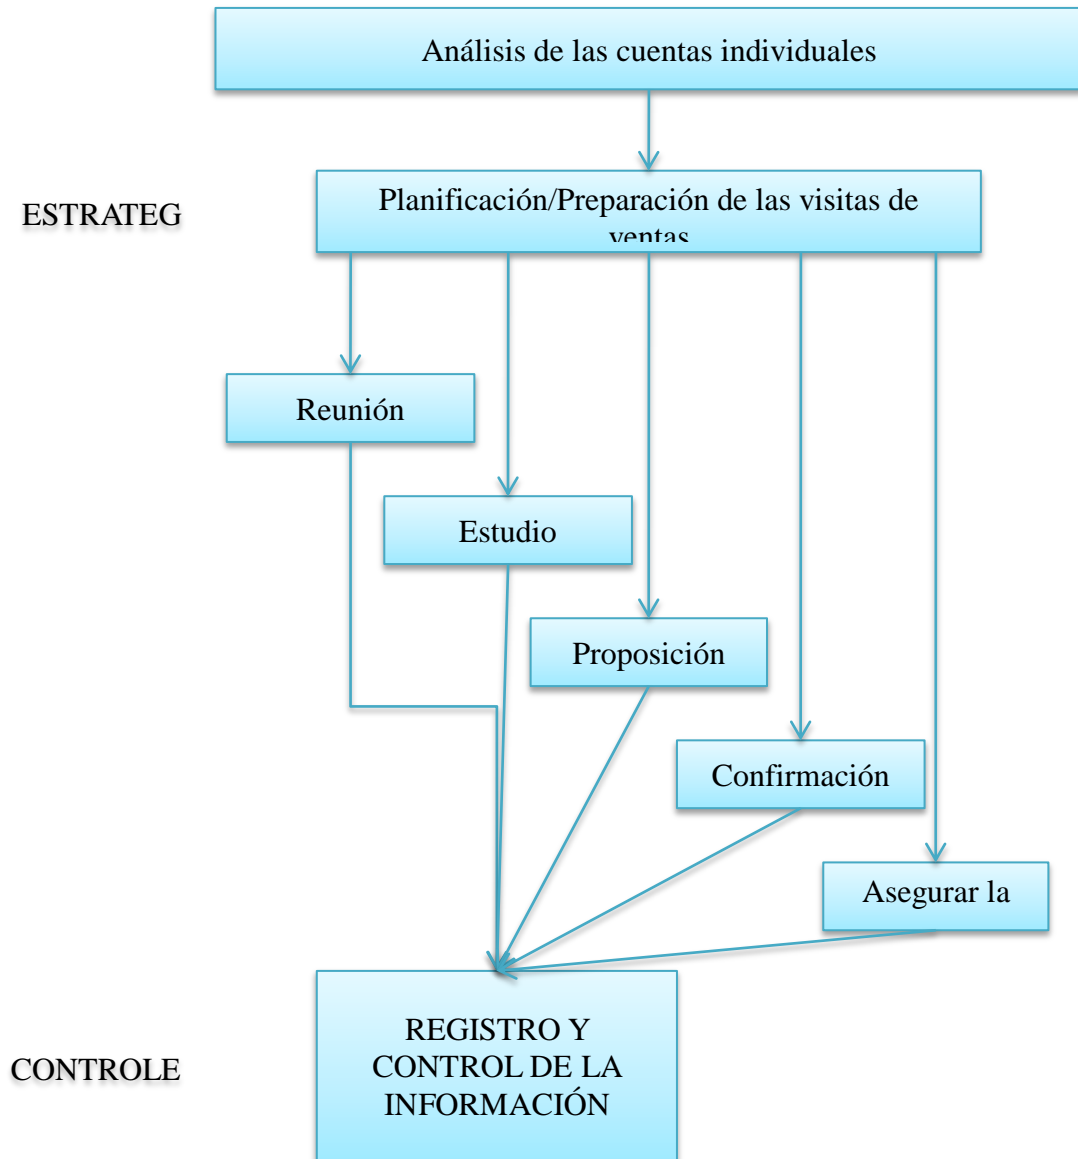 Análisis de las cuentas individuales
ESTRATEG
Planificación/Preparación de las visitas de
ventas
Reunión
Estudio
Proposición
Confirmación
Asegurar la
CONTROLE
REGISTRO Y
CONTROL DE LA
INFORMACIÓN